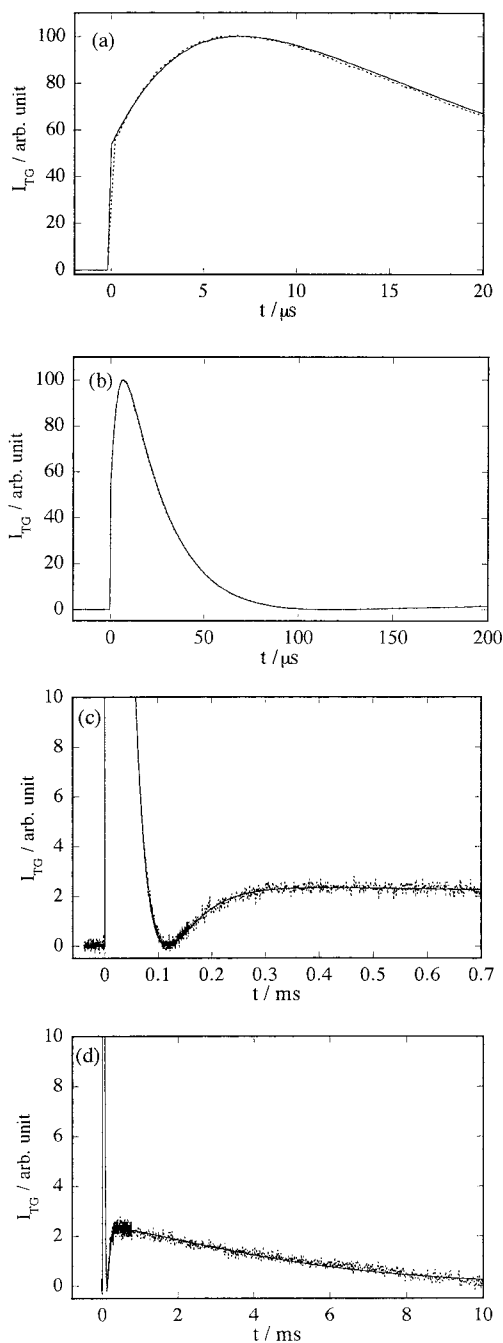 (a)
100
80
60
40
20
0
I_TG / arb. unit
0 5 10 15 20
t / μs
(b)
100
80
60
40
20
0
I_TG / arb. unit
0 50 100 150 200
t / μs
(c)
10
8
6
4
2
0
I_TG / arb. unit
0 0.1 0.2 0.3 0.4 0.5 0.6 0.7
t / ms
(d)
10
8
6
4
2
0
I_TG / arb. unit
0 2 4 6 8 10
t / ms